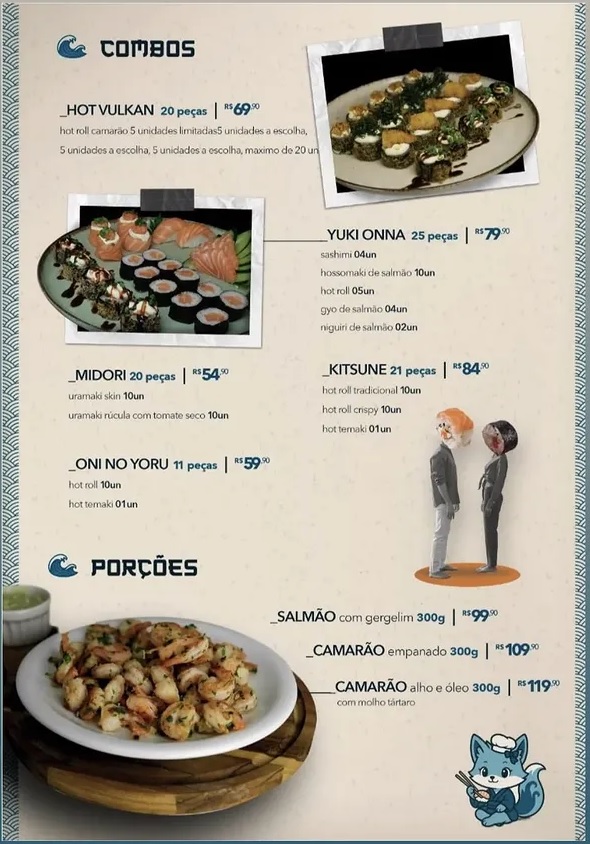 COMBOS
_HOT VULKAN 20 peças | R$69,90
hot roll camarão 5 unidades limitadas5 unidades a escolha,
5 unidades a escolha, 5 unidades a escolha, maximo de 20 un
YUKI ONNA 25 peças | R$79,90
sashimi 04un
hossomaki de salmão 10un
hot roll 05un
gyo de salmão 04un
niguiri de salmão 02un
_MIDORI 20 peças | R$54,90
uramaki skin 10un
uramaki rúcula com tomate seco 10un
_KITSUNE 21 peças | R$84,90
hot roll tradicional 10un
hot roll crispy 10un
hot temaki 01un
_ONI NO YORU 11 peças | R$59,90
hot roll 10un
hot temaki 01un
PORÇÕES
_SALMÃO com gergelim 300g | R$99,90
_CAMARÃO empanado 300g | R$109,90
CAMARÃO alho e óleo 300g | R$119,90
com molho tártaro